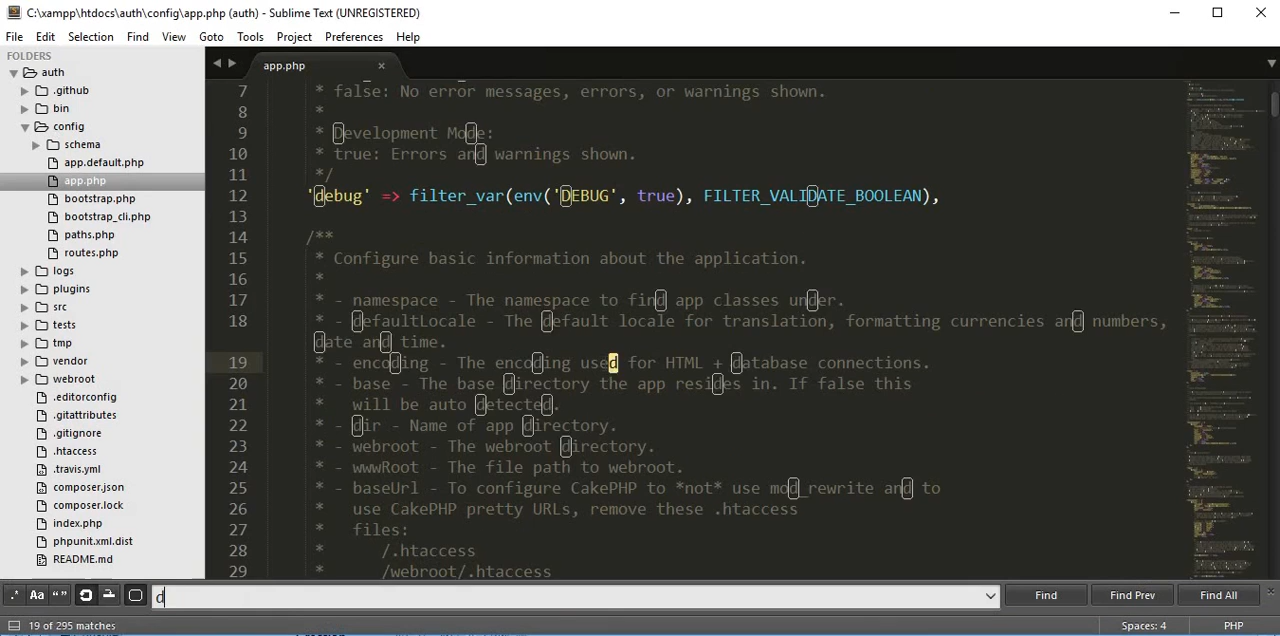 C:\xampp\htdocs\auth\config\app.php (auth) - Sublime Text (UNREGISTERED)
File Edit Selection Find View Goto Tools Project Preferences Help
FOLDERS
auth
.github
bin
config
schema
app.default.php
app.php
bootstrap.php
bootstrap_cli.php
paths.php
routes.php
logs
plugins
src
tests
tmp
vendor
webroot
.editorconfig
.gitattributes
.gitignore
.htaccess
.travis.yml
composer.json
composer.lock
index.php
phpunit.xml.dist
README.md
app.php
7 * false: No error messages, errors, or warnings shown.
8 *
9 * Development Mode:
10 * true: Errors and warnings shown.
11 */
12 'debug' => filter_var(env('DEBUG', true), FILTER_VALIDATE_BOOLEAN),
13
14 /**
15 * Configure basic information about the application.
16 *
17 * - namespace - The namespace to find app classes under.
18 * - defaultLocale - The default locale for translation, formatting currencies and numbers,
date and time.
19 * - encoding - The encoding used for HTML + database connections.
20 * - base - The base directory the app resides in. If false this
21 * will be auto detected.
22 * - dir - Name of app directory.
23 * - webroot - The webroot directory.
24 * - wwwRoot - The file path to webroot.
25 * - baseUrl - To configure CakePHP to *not* use mod_rewrite and to
26 * use CakePHP pretty URLs, remove these .htaccess
27 * files:
28 * /.htaccess
29 * /webroot/.htaccess
.* Aa “ ” d Find Find Prev Find All
19 of 295 matches Spaces: 4 PHP